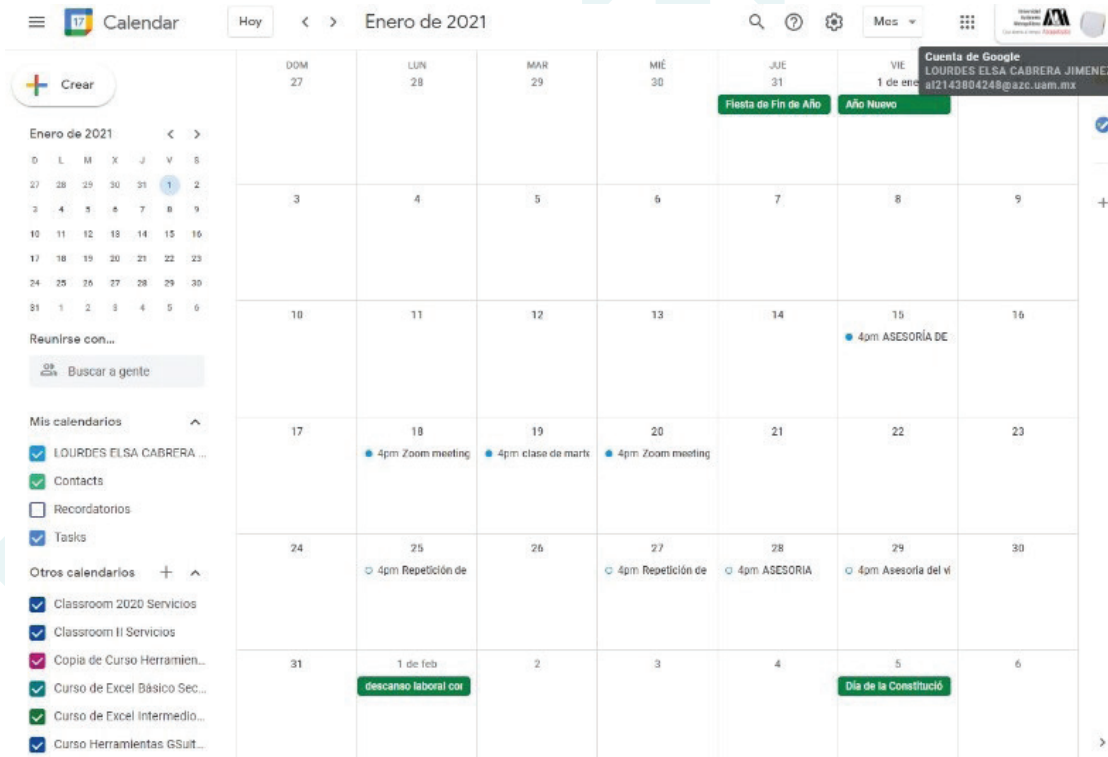 Calendar
Hoy
Enero de 2021
Mes
Cuenta de Google
LOURDES ELSA CABRERA JIMENEZ
al2143804248@azc.uam.mx
Crear
Enero de 2021
D L M X J V S
27 28 29 30 31 1 2
3 4 5 6 7 8 9
10 11 12 13 14 15 16
17 18 19 20 21 22 23
24 25 26 27 28 29 30
31 1 2 3 4 5 6
Reunirse con...
Buscar a gente
Mis calendarios
LOURDES ELSA CABRERA ...
Contacts
Recordatorios
Tasks
Otros calendarios
Classroom 2020 Servicios
Classroom II Servicios
Copia de Curso Herramien...
Curso de Excel Básico Sec...
Curso de Excel Intermedio...
Curso Herramientas GSuit...
DOM LUN MAR MIÉ JUE VIE
27 28 29 30 31 1 de ene
Fiesta de Fin de Año Año Nuevo
3 4 5 6 7 8 9
10 11 12 13 14 15 16
4pm ASESORÍA DE
17 18 19 20 21 22 23
4pm Zoom meeting 4pm clase de marte 4pm Zoom meeting
24 25 26 27 28 29 30
4pm Repetición de 4pm Repetición de 4pm ASESORIA 4pm Asesoria del vi
31 1 de feb 2 3 4 5 6
descanso laboral cor Día de la Constitució